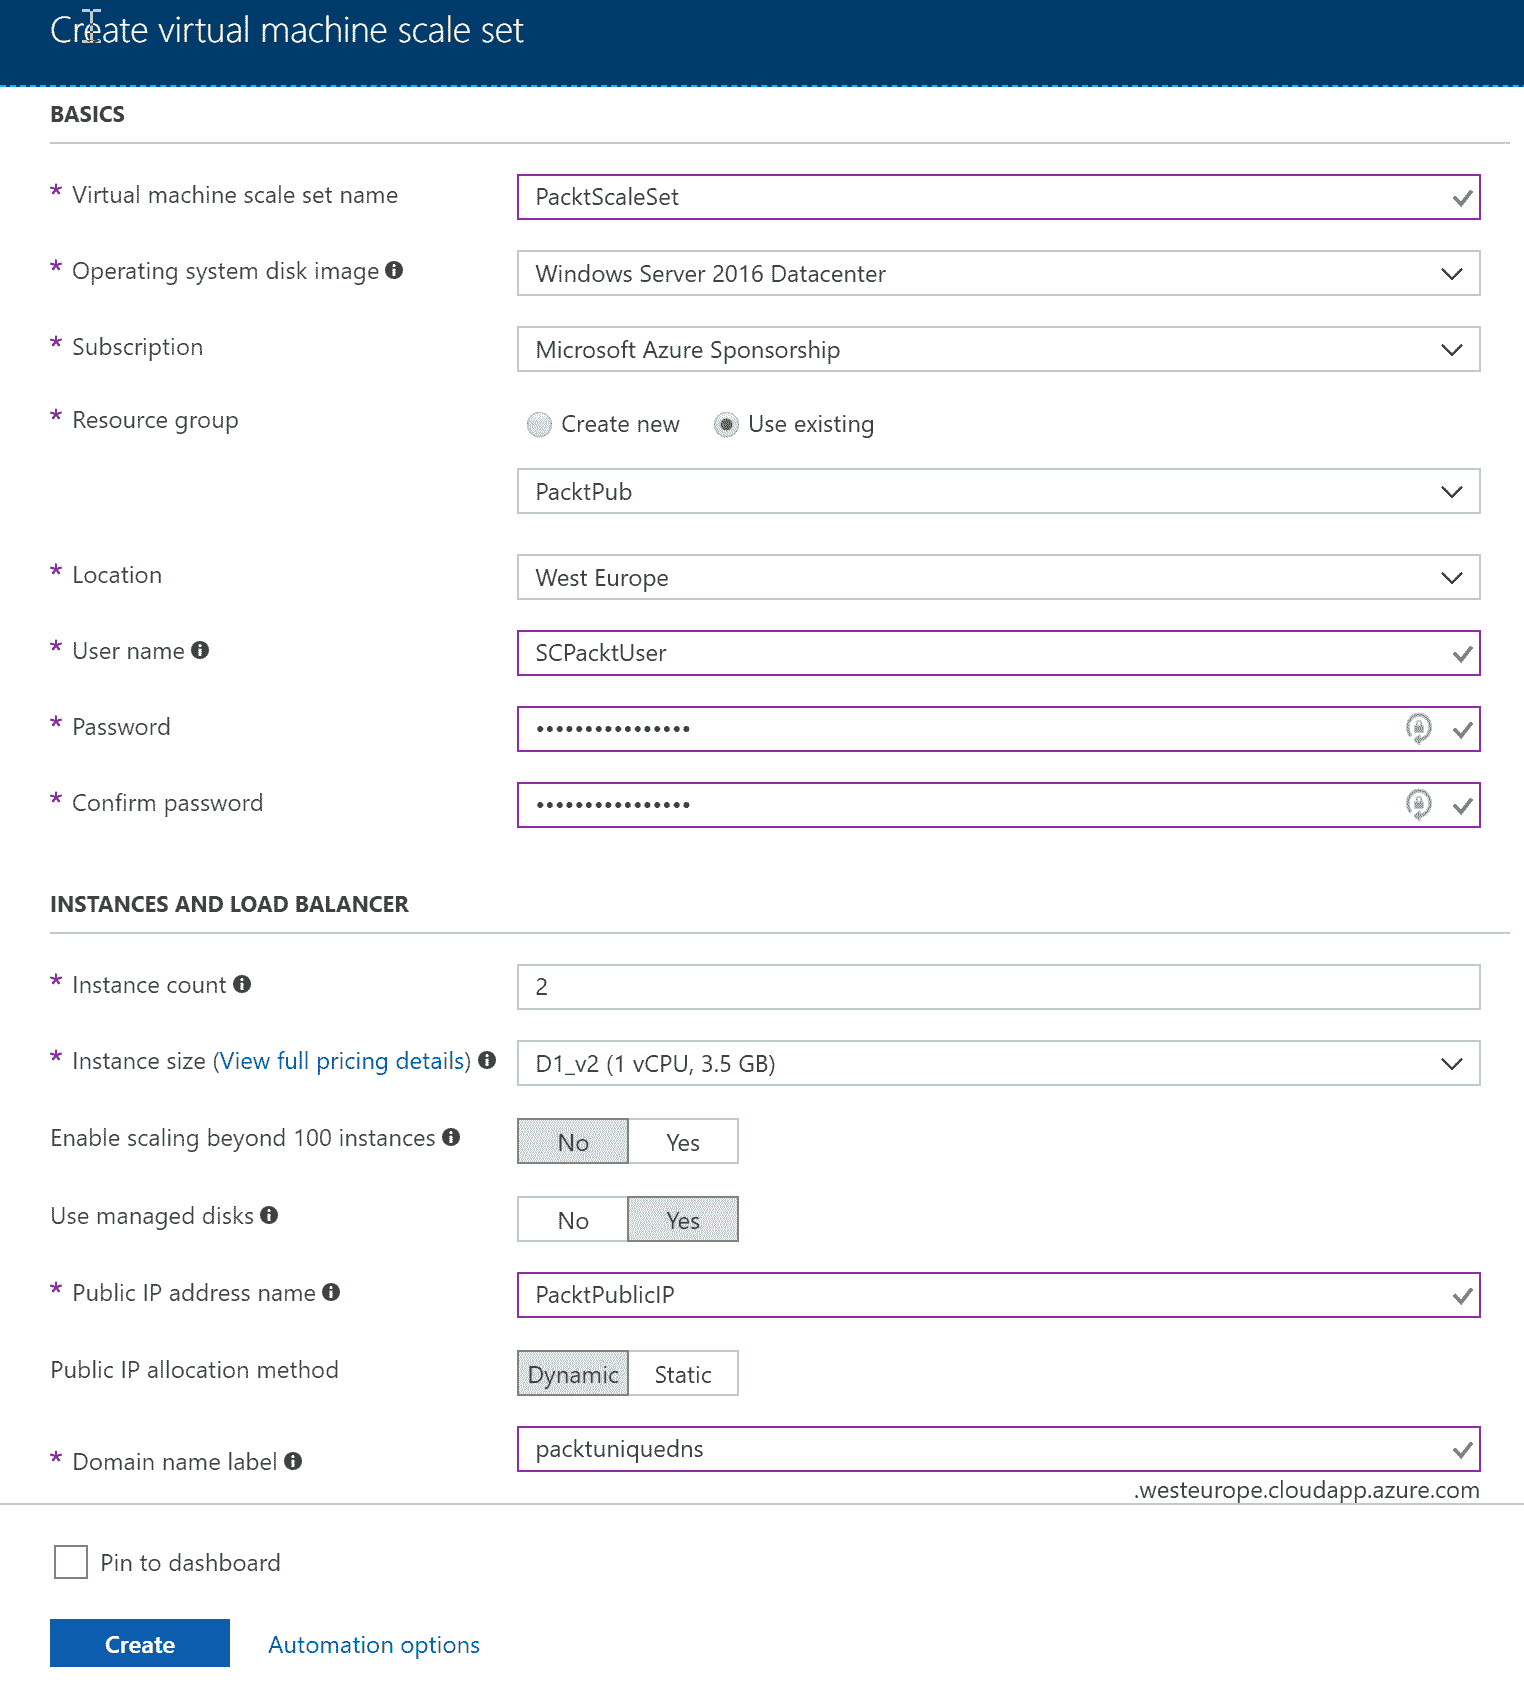 Create virtual machine scale set
BASICS
* Virtual machine scale set name
PacktScaleSet
* Operating system disk image
Windows Server 2016 Datacenter
* Subscription
Microsoft Azure Sponsorship
* Resource group
Create new
Use existing
PacktPub
* Location
West Europe
* User name
SCPacktUser
* Password
••••••••••••••••
* Confirm password
••••••••••••••••
INSTANCES AND LOAD BALANCER
* Instance count
2
* Instance size (View full pricing details)
D1_v2 (1 vCPU, 3.5 GB)
Enable scaling beyond 100 instances
No
Yes
Use managed disks
No
Yes
* Public IP address name
PacktPublicIP
Public IP allocation method
Dynamic
Static
* Domain name label
packtuniquedns
.westeurope.cloudapp.azure.com
Pin to dashboard
Create
Automation options